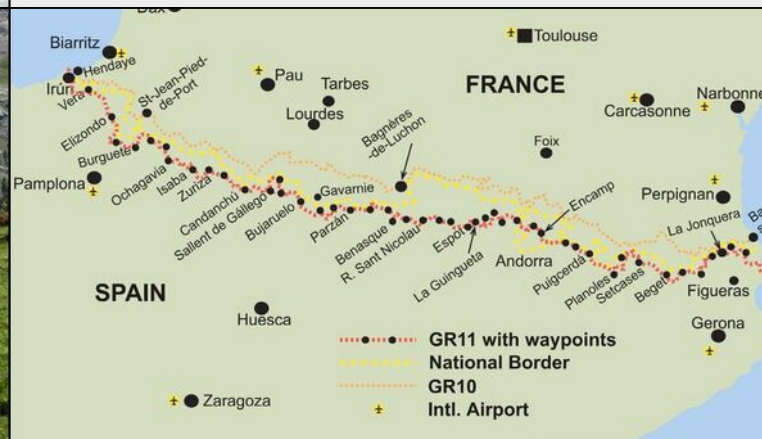 Dax
Biarritz
Hendaye
Irún
Vera
St-Jean-Pied-
de-Port
Elizondo
Burguete
Pamplona
Ochagavia
Isaba
Zuriza
Candanchú
Sallent de Gállego
Bujaruelo
Gavarnie
Parzán
Pau
Tarbes
Lourdes
Bagnères
-de-Luchon
Benasque
R. Sant Nicolau
Espot
La Guingueta
Toulouse
FRANCE
Foix
Encamp
Andorra
Puigcerdá
Planoles
Setcases
Beget
Carcasonne
Narbonne
Perpignan
La Jonquera
Figueras
Gerona
SPAIN
Huesca
Zaragoza
GR11 with waypoints
National Border
GR10
Intl. Airport